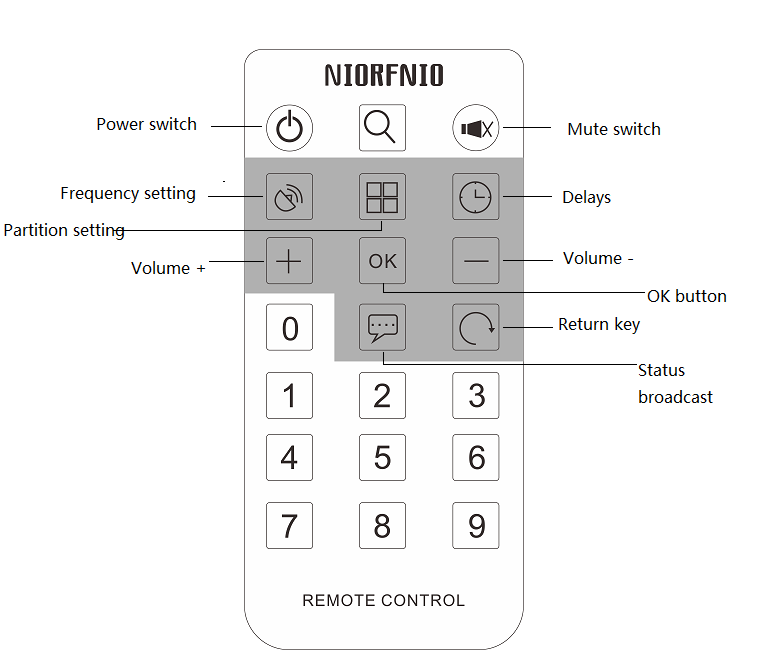 NIORFNIO
Power switch
Mute switch
Frequency setting
Delays
Partition setting
Volume +
OK
Volume -
OK button
0
Return key
Status
broadcast
1 2 3
4 5 6
7 8 9
REMOTE CONTROL